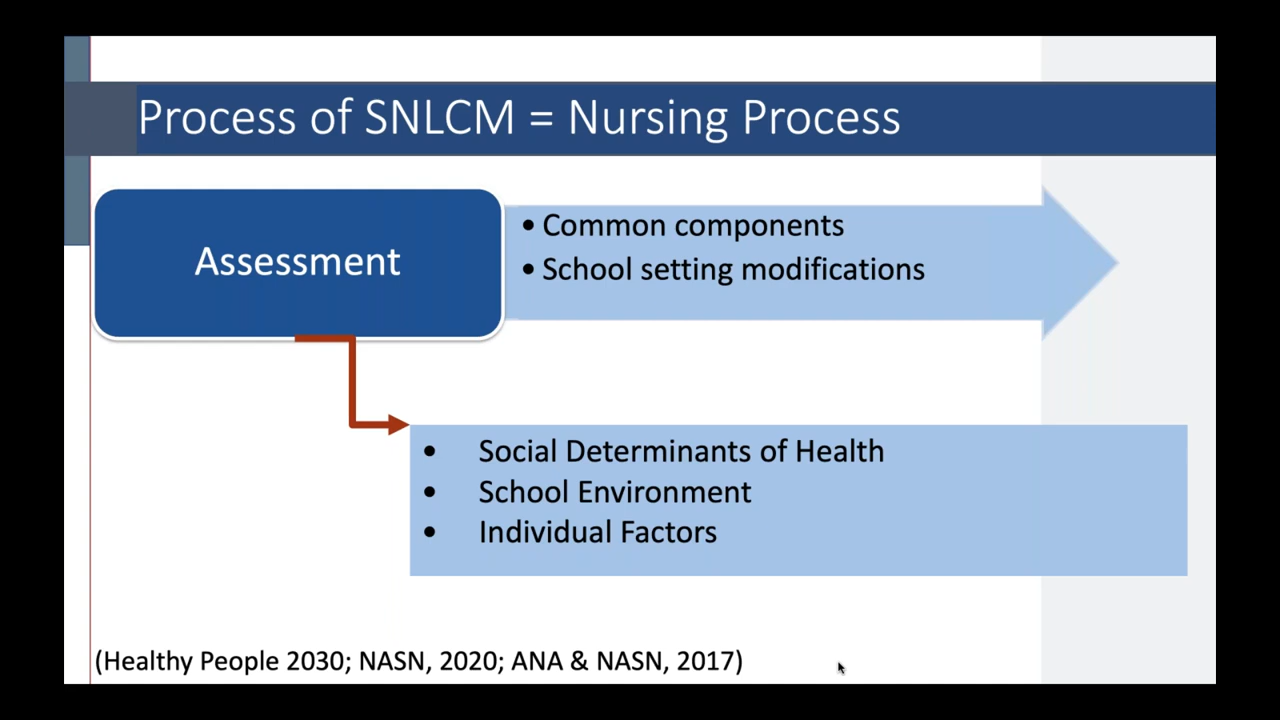 Process of SNLCM = Nursing Process
Assessment
• Common components
• School setting modifications
• Social Determinants of Health
• School Environment
• Individual Factors
(Healthy People 2030; NASN, 2020; ANA & NASN, 2017)